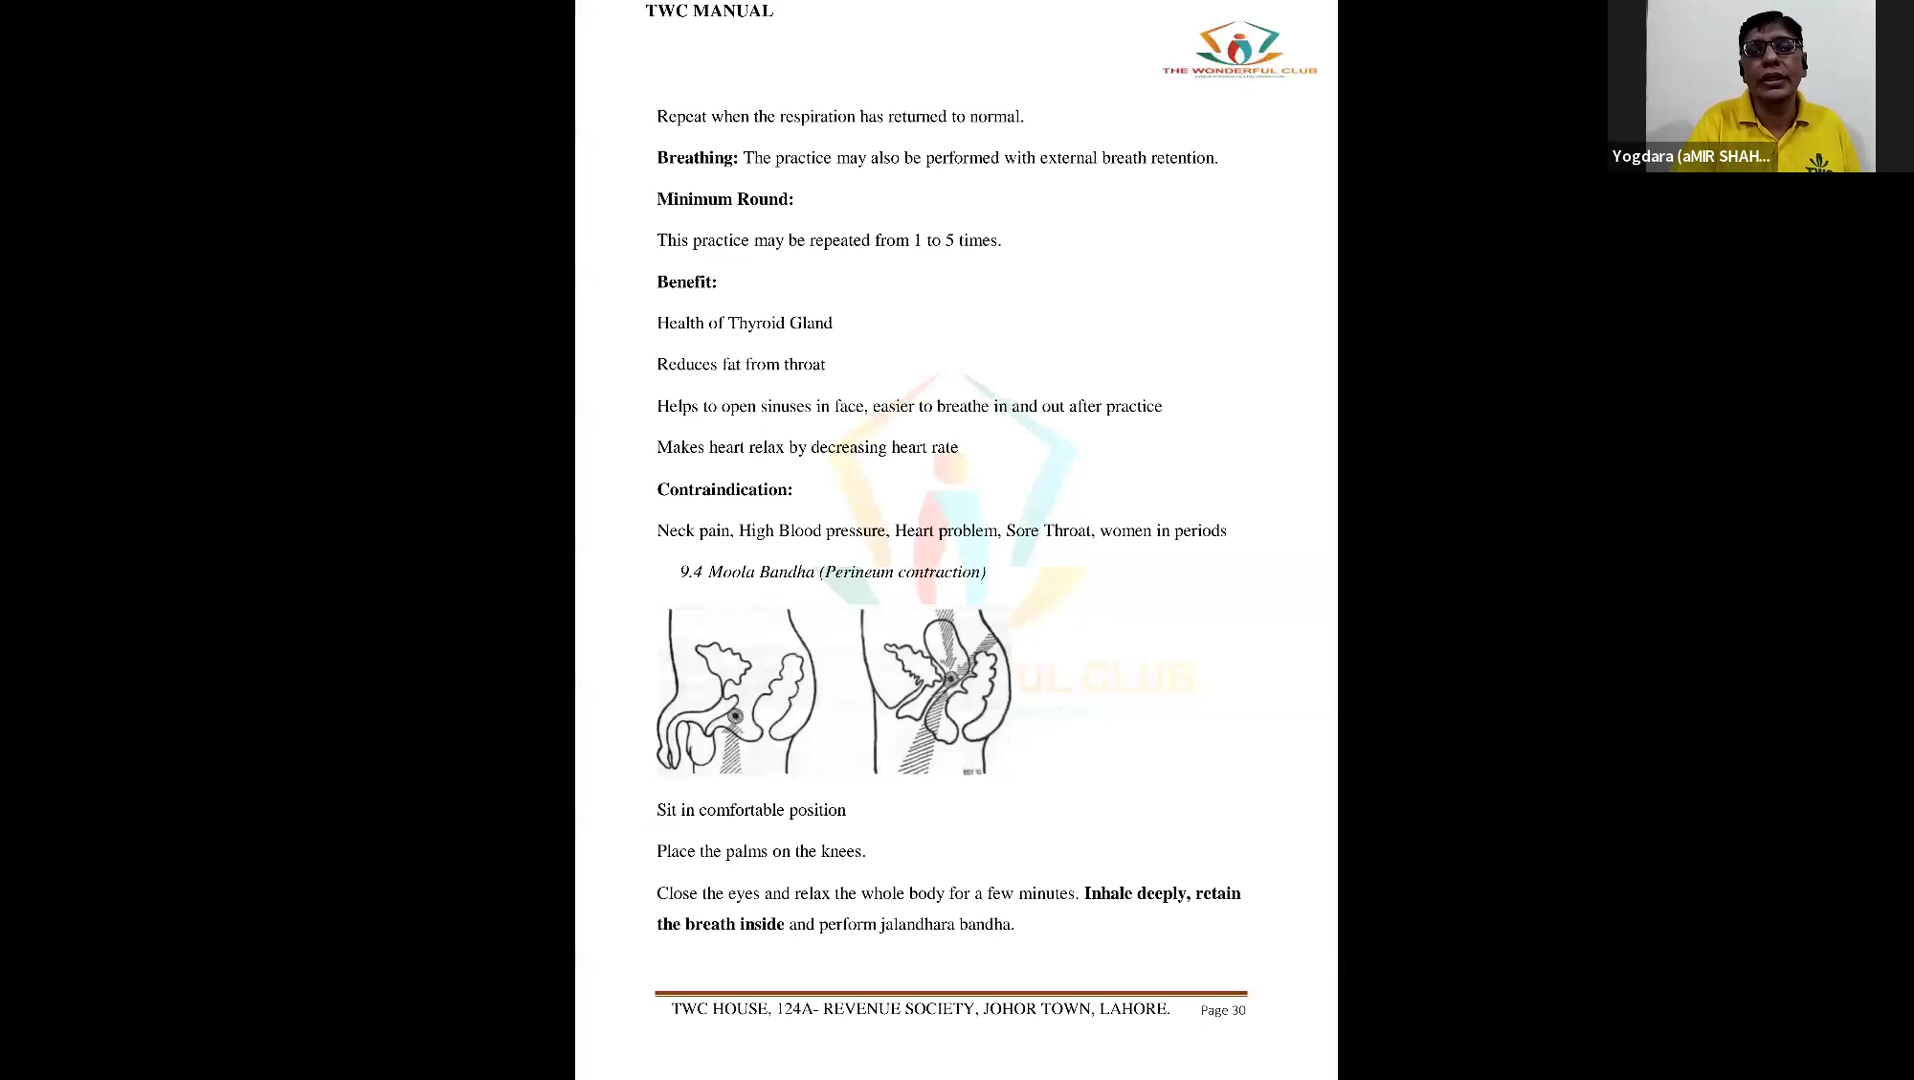 TWC MANUAL
THE WONDERFUL CLUB
Repeat when the respiration has returned to normal.
Breathing: The practice may also be performed with external breath retention.
Minimum Round:
This practice may be repeated from 1 to 5 times.
Benefit:
Health of Thyroid Gland
Reduces fat from throat
Helps to open sinuses in face, easier to breathe in and out after practice
Makes heart relax by decreasing heart rate
Contraindication:
Neck pain, High Blood pressure, Heart problem, Sore Throat, women in periods
9.4 Moola Bandha (Perineum contraction)
UL CLUB
Sit in comfortable position
Place the palms on the knees.
Close the eyes and relax the whole body for a few minutes. Inhale deeply, retain
the breath inside and perform jalandhara bandha.
TWC HOUSE, 124A- REVENUE SOCIETY, JOHOR TOWN, LAHORE. Page 30
Yogdara (aMIR SHAH...